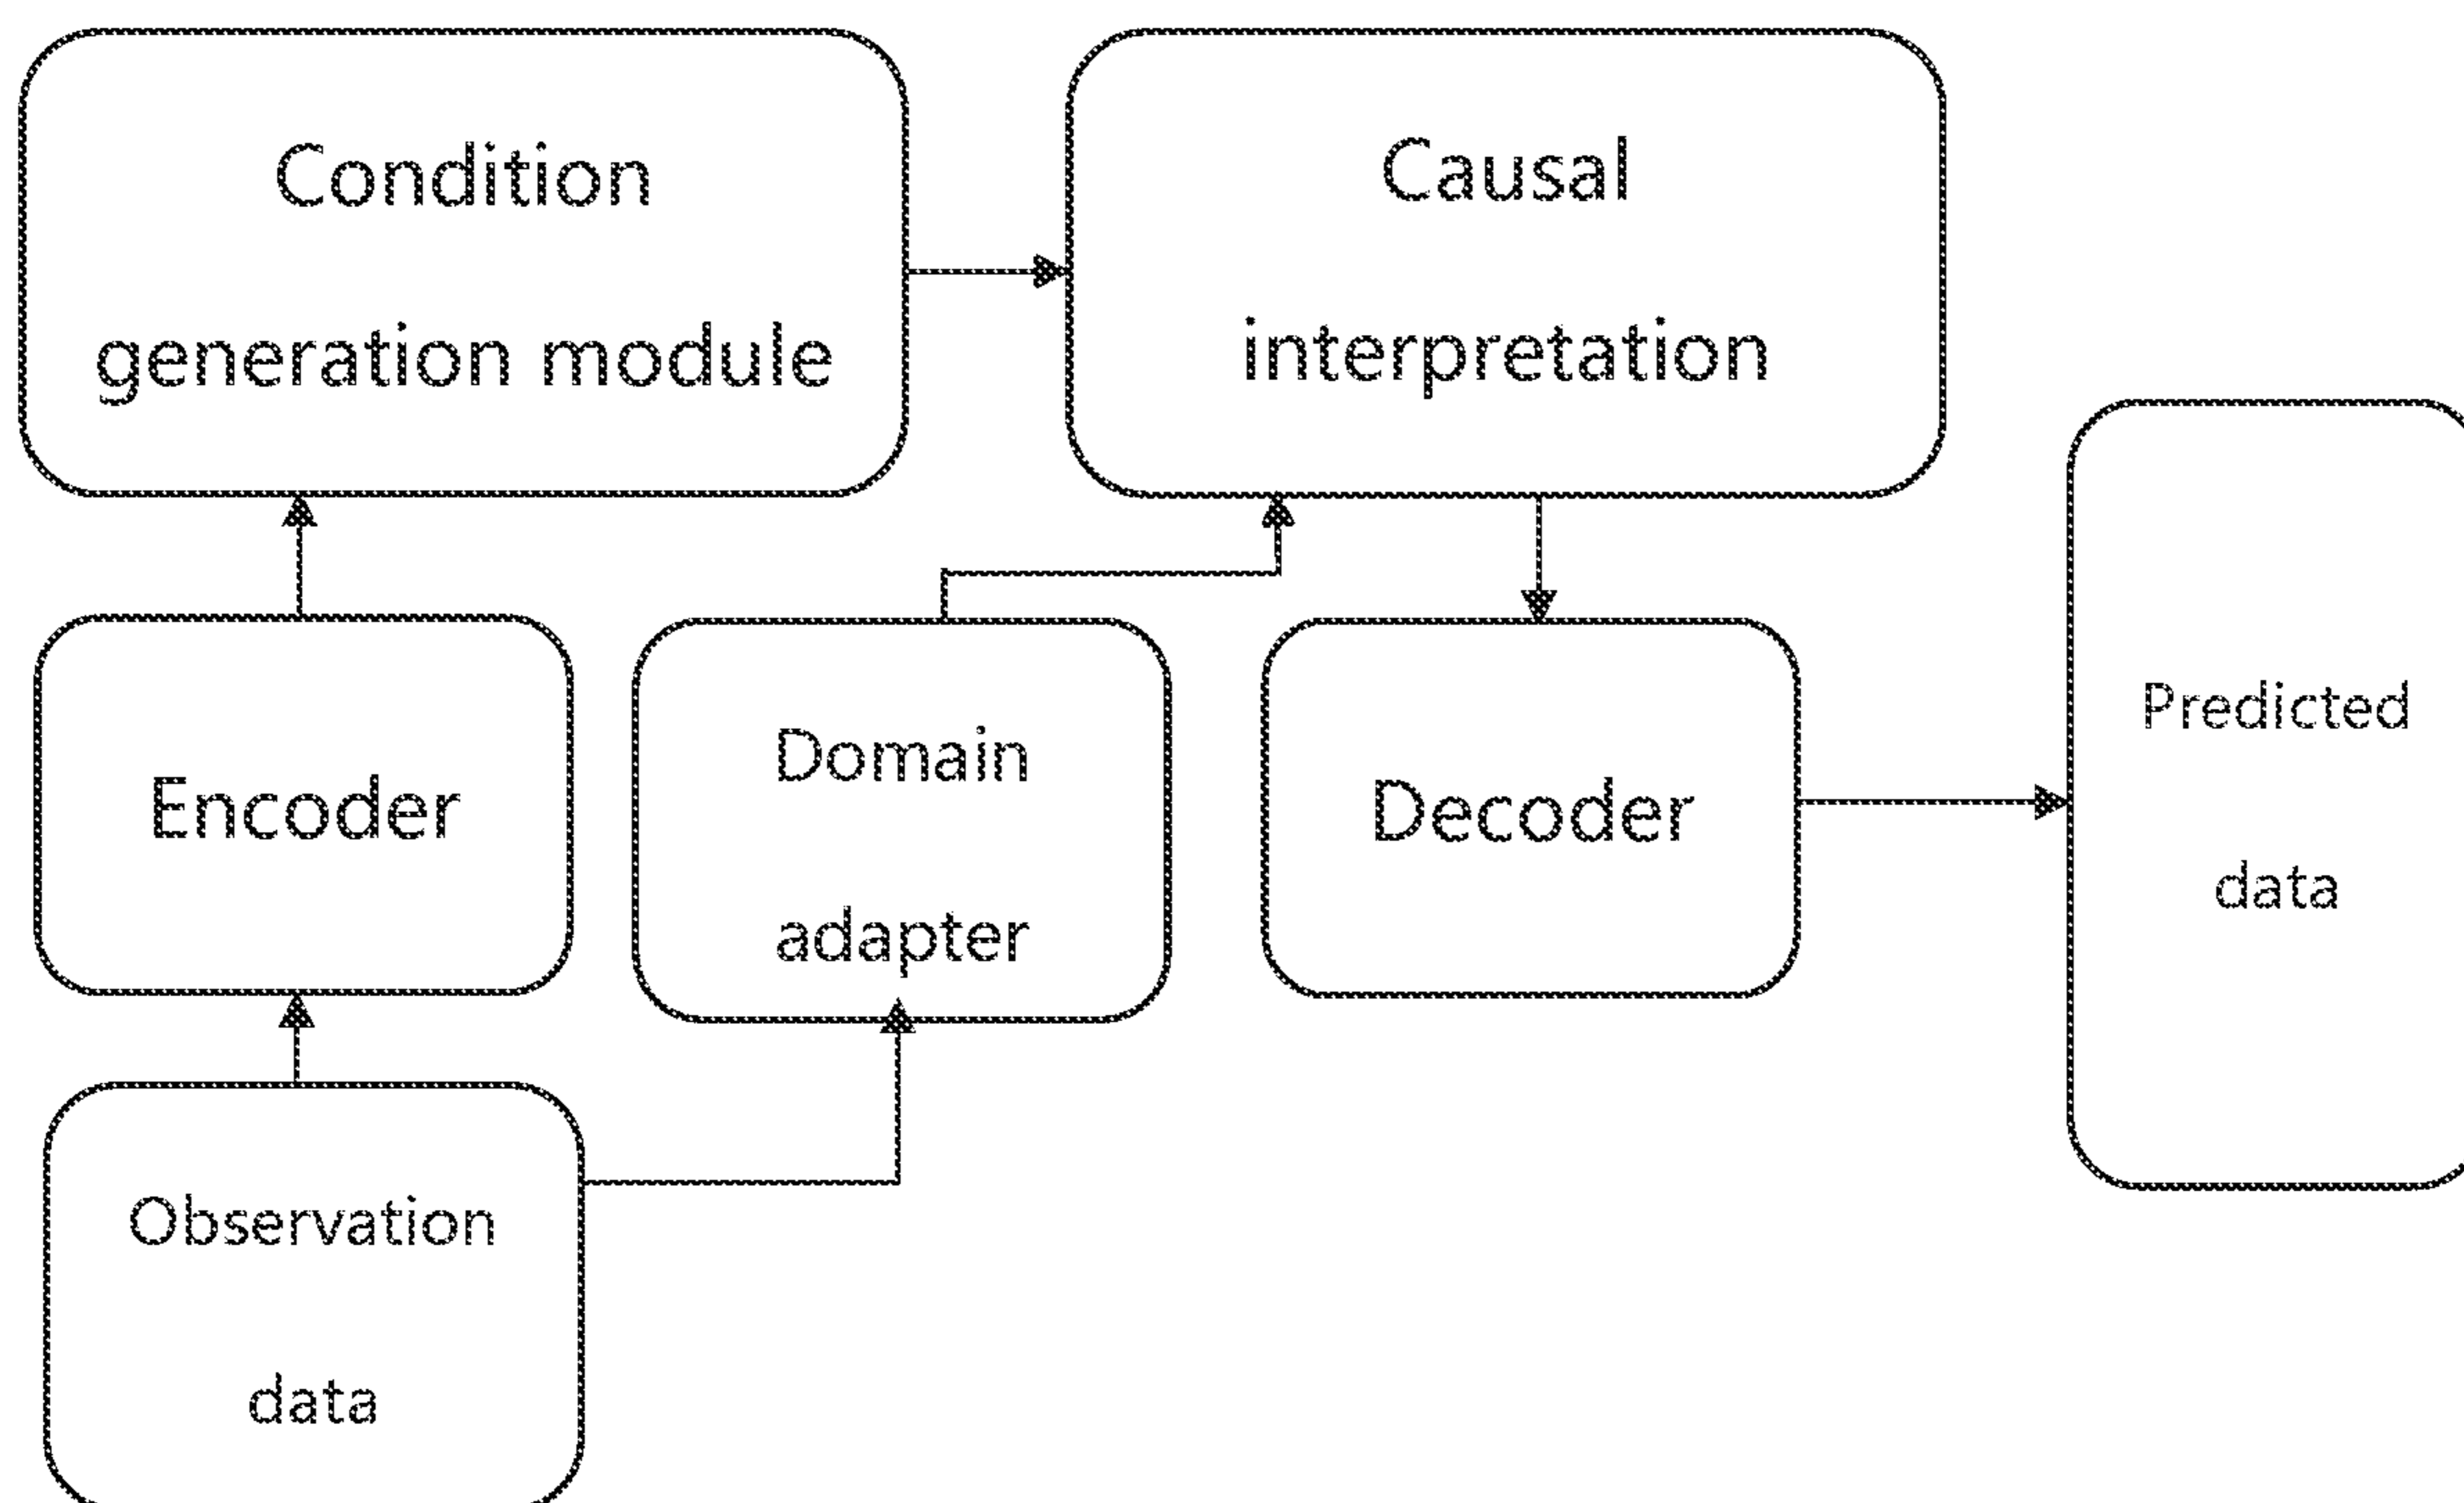 Condition
generation module
Causal
interpretation
Encoder
Domain
adapter
Decoder
Predicted
data
Observation
data